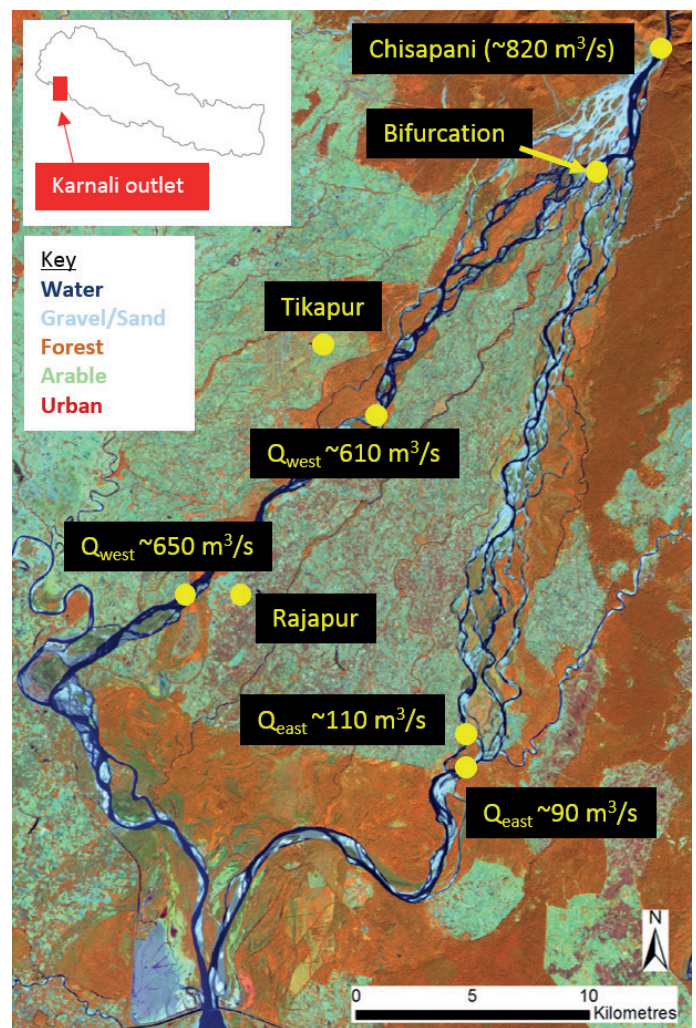 Chisapani (~820 m³/s)
Bifurcation
Karnali outlet
Key
Water
Gravel/Sand
Forest
Arable
Urban
Tikapur
Qwest ~610 m³/s
Qwest ~650 m³/s
Rajapur
Qeast ~110 m³/s
Qeast ~90 m³/s
N
0 5 10
Kilometres